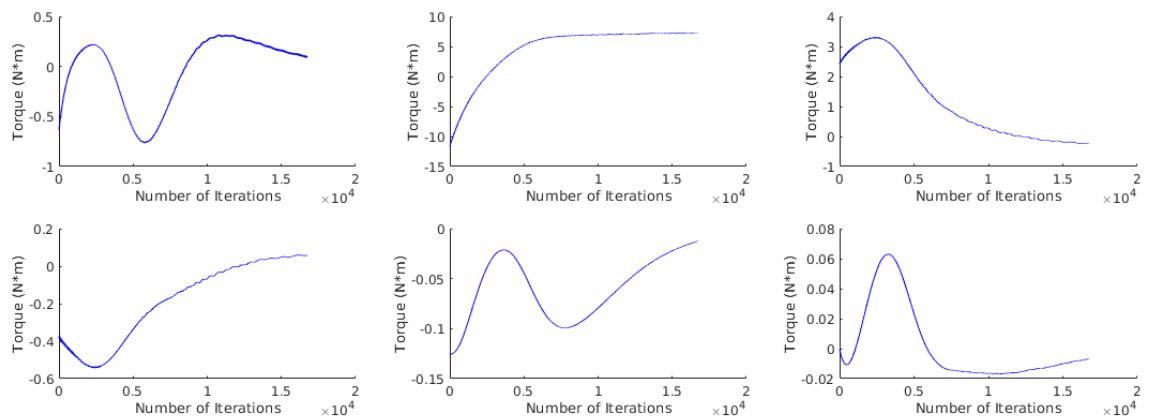 0.5
0
-0.5
-1
Torque (N*m)
0 0.5 1 1.5 2
Number of Iterations
×10^4
10
5
0
-5
-10
-15
Torque (N*m)
0 0.5 1 1.5 2
Number of Iterations
×10^4
4
3
2
1
0
-1
Torque (N*m)
0 0.5 1 1.5 2
Number of Iterations
×10^4
0.2
0
-0.2
-0.4
-0.6
Torque (N*m)
0 0.5 1 1.5 2
Number of Iterations
×10^4
0
-0.05
-0.1
-0.15
Torque (N*m)
0 0.5 1 1.5 2
Number of Iterations
×10^4
0.08
0.06
0.04
0.02
0
-0.02
Torque (N*m)
0 0.5 1 1.5 2
Number of Iterations
×10^4